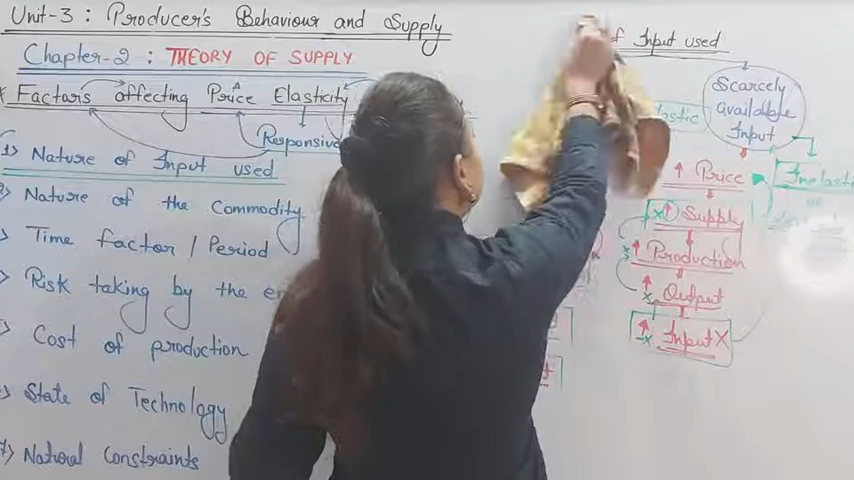 Unit-3 : Producer's Behaviour and Supply
Chapter-2 : THEORY OF SUPPLY
Factors affecting Price Elasticity
Responsive
1) Nature of Input used
Nature of the Commodity
Time factor / Period
Risk taking by the
Cost of production
State of Technology
7) Natural Constraints
of Input used
Scarcely
available
Input
↑ Price
x↑ Supply
x↑ Production
↑x Output
↑x Input X